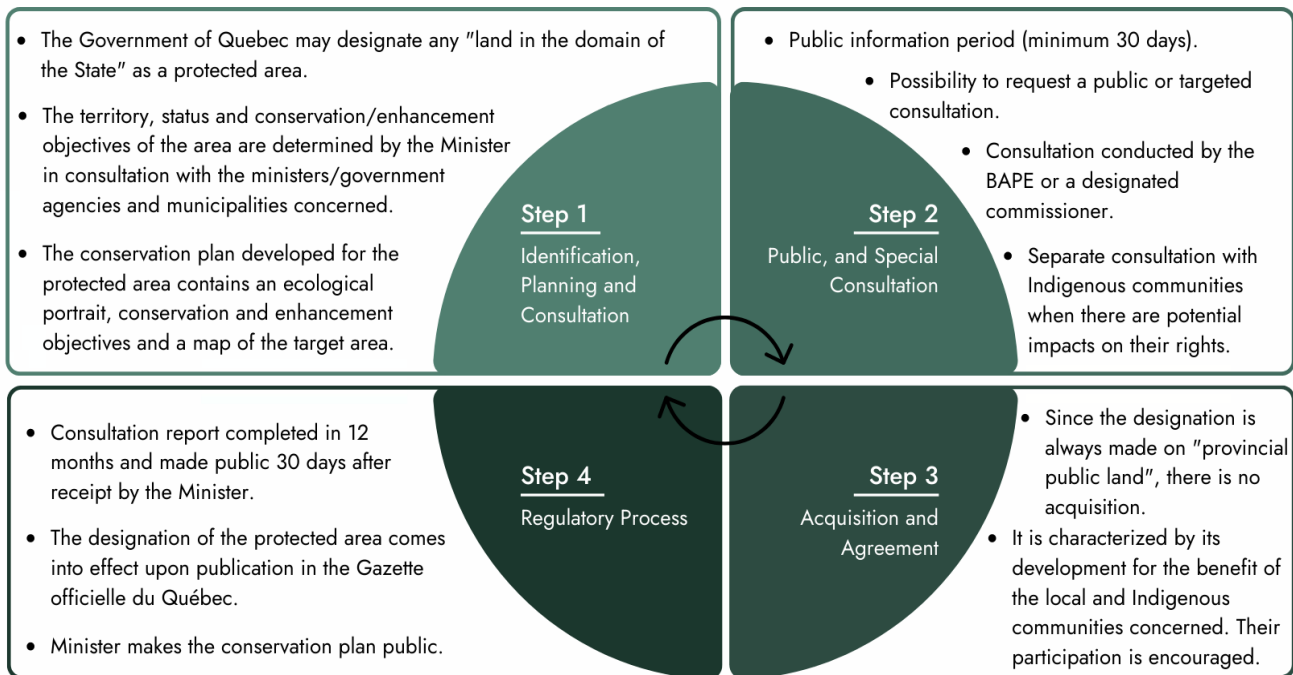 • The Government of Quebec may designate any "land in the domain of
the State" as a protected area.
• The territory, status and conservation/enhancement
objectives of the area are determined by the Minister
in consultation with the ministers/government
agencies and municipalities concerned.
• The conservation plan developed for the
protected area contains an ecological
portrait, conservation and enhancement
objectives and a map of the target area.
Step 1
Identification,
Planning and
Consultation
• Public information period (minimum 30 days).
• Possibility to request a public or targeted
consultation.
• Consultation conducted by the
BAPE or a designated
commissioner.
• Separate consultation with
Indigenous communities
when there are potential
impacts on their rights.
Step 2
Public, and Special
Consultation
• Since the designation is
always made on "provincial
public land", there is no
acquisition.
• It is characterized by its
development for the benefit of
the local and Indigenous
communities concerned. Their
participation is encouraged.
Step 3
Acquisition and
Agreement
• Consultation report completed in 12
months and made public 30 days after
receipt by the Minister.
• The designation of the protected area comes
into effect upon publication in the Gazette
officielle du Québec.
• Minister makes the conservation plan public.
Step 4
Regulatory Process